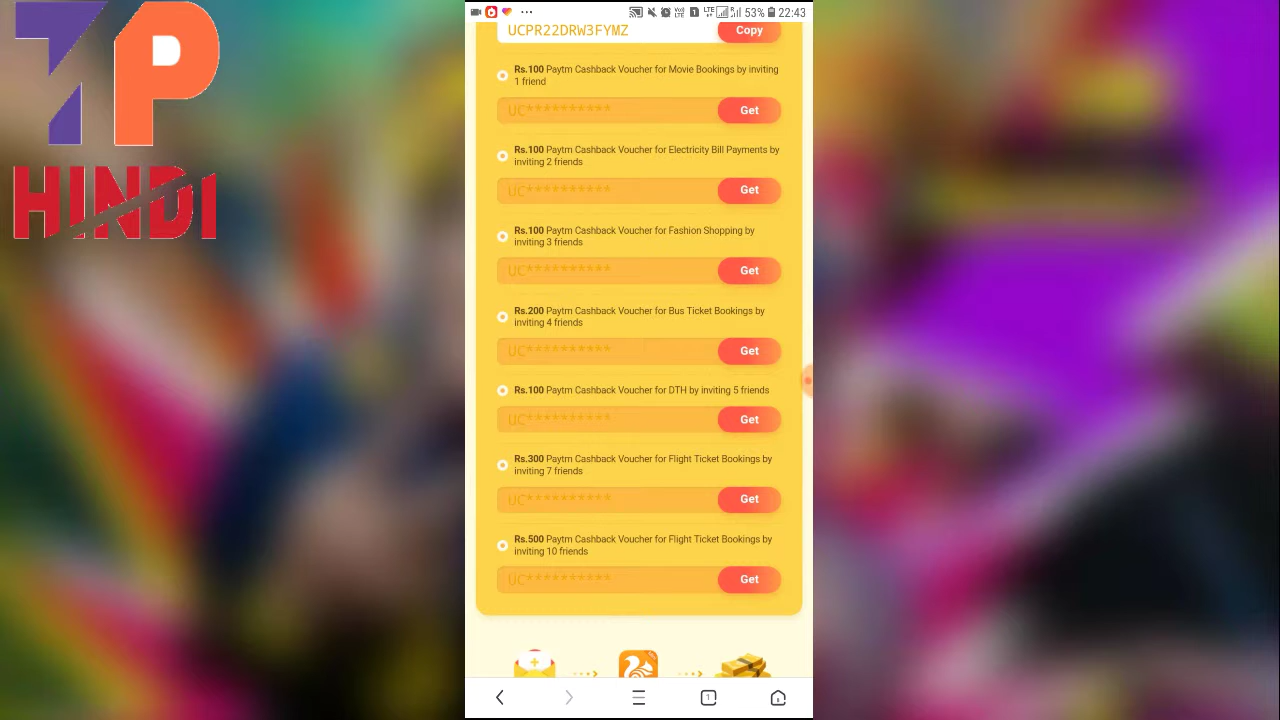 7P
HINDI
53% 22:43
UCPR22DRW3FYMZ Copy
Rs.100 Paytm Cashback Voucher for Movie Bookings by inviting
1 friend
UC********** Get
Rs.100 Paytm Cashback Voucher for Electricity Bill Payments by
inviting 2 friends
UC********** Get
Rs.100 Paytm Cashback Voucher for Fashion Shopping by
inviting 3 friends
UC********** Get
Rs.200 Paytm Cashback Voucher for Bus Ticket Bookings by
inviting 4 friends
UC********** Get
Rs.100 Paytm Cashback Voucher for DTH by inviting 5 friends
UC********** Get
Rs.300 Paytm Cashback Voucher for Flight Ticket Bookings by
inviting 7 friends
UC********** Get
Rs.500 Paytm Cashback Voucher for Flight Ticket Bookings by
inviting 10 friends
UC********** Get
1